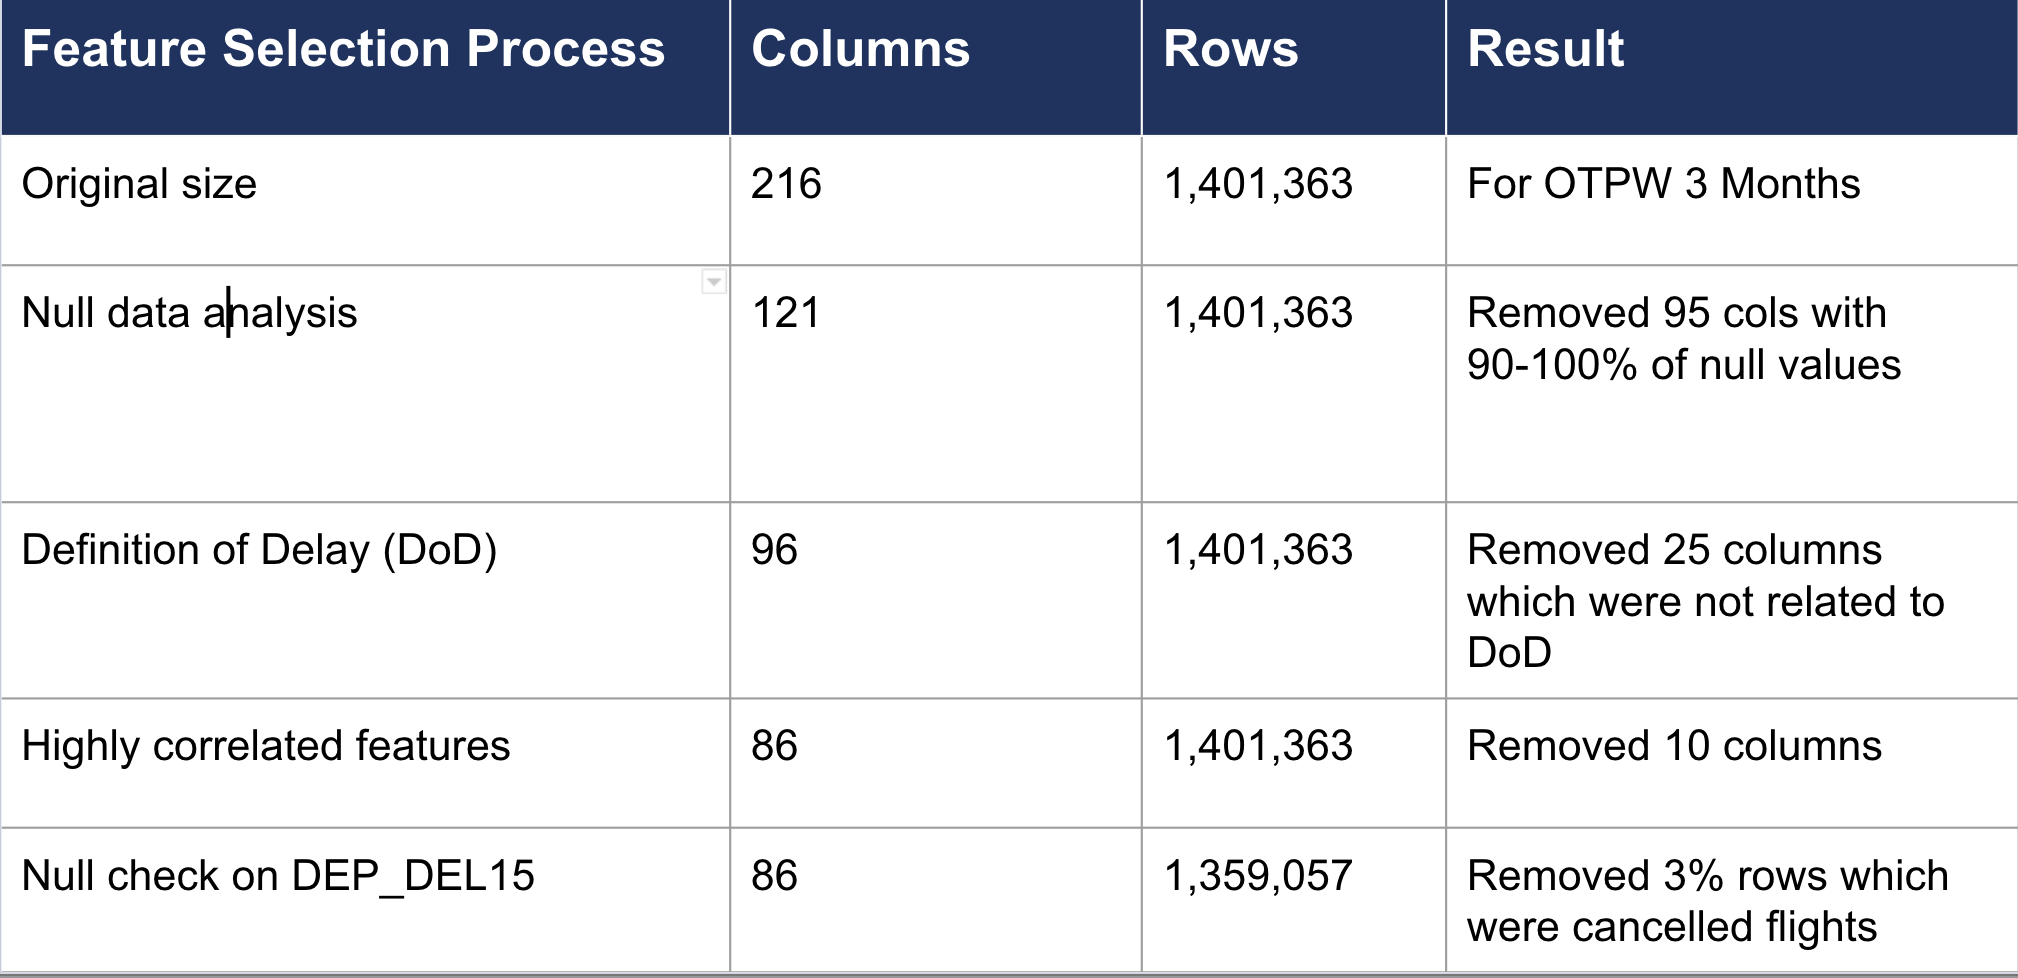 Feature Selection Process Columns Rows Result
Original size 216 1,401,363 For OTPW 3 Months
Null data analysis 121 1,401,363 Removed 95 cols with
90-100% of null values
Definition of Delay (DoD) 96 1,401,363 Removed 25 columns
which were not related to
DoD
Highly correlated features 86 1,401,363 Removed 10 columns
Null check on DEP_DEL15 86 1,359,057 Removed 3% rows which
were cancelled flights